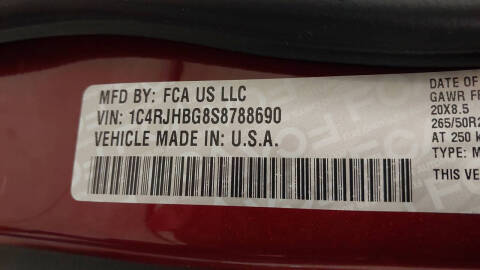 MFD BY: FCA US LLC
VIN: 1C4RJHBG8S8788690
VEHICLE MADE IN: U.S.A.
DATE OF
GAWR
20X8.5
265/50R2
AT 250
TYPE: M
THIS VE